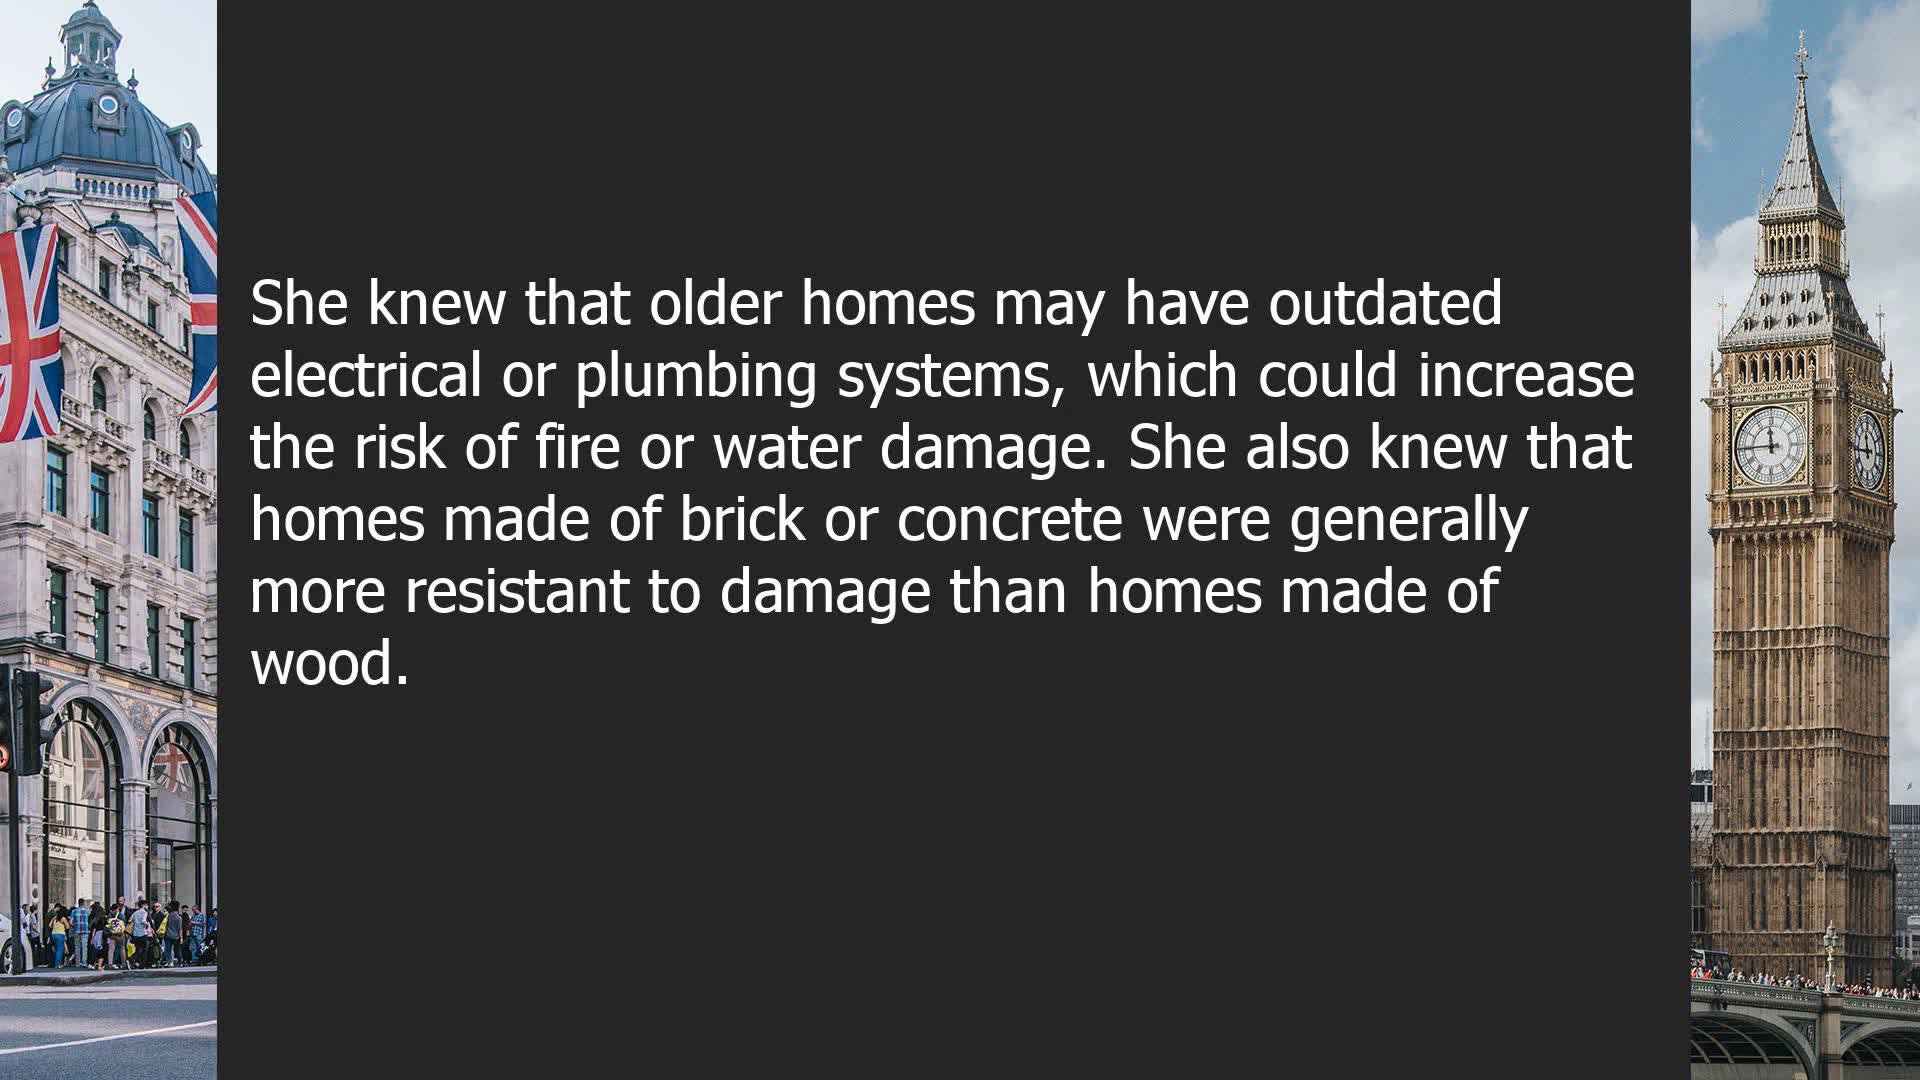 She knew that older homes may have outdated
electrical or plumbing systems, which could increase
the risk of fire or water damage. She also knew that
homes made of brick or concrete were generally
more resistant to damage than homes made of
wood.